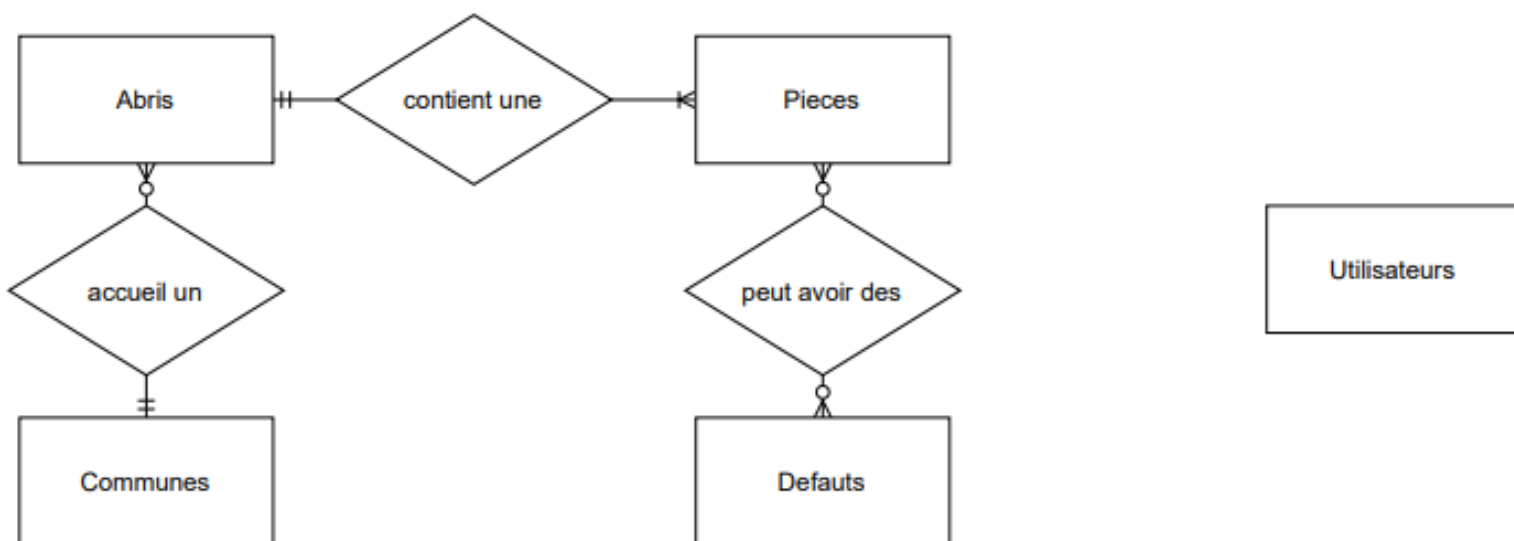 Abris
contient une
Pieces
accueil un
peut avoir des
Utilisateurs
Communes
Defauts